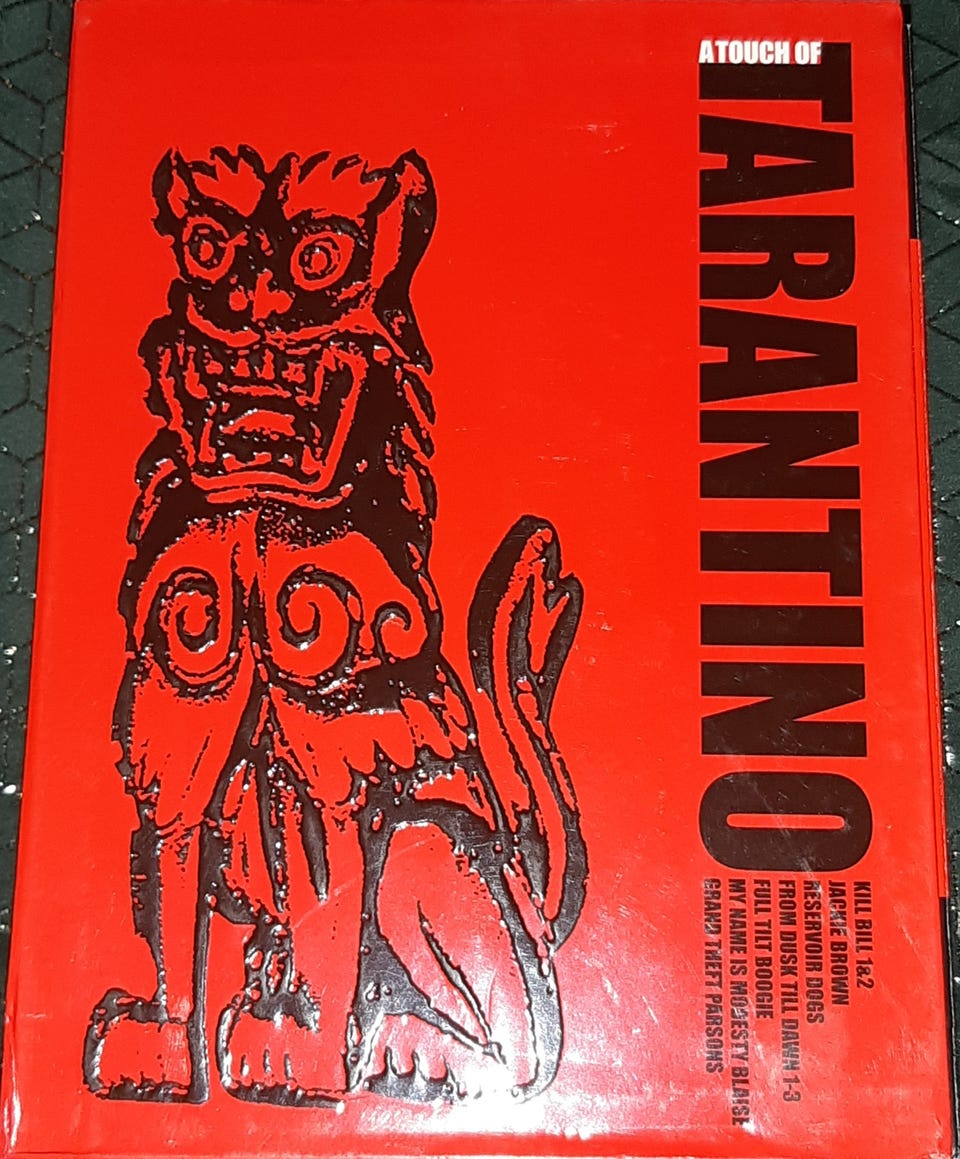 A TOUCH OF
TARANTINO
KILL BILL 1&2
JACKIE BROWN
RESERVOIR DOGS
FROM DUSK TILL DAWN 1-3
FULL TILT BOOGIE
MY NAME IS MODESTY BLAISE
GRAND THEFT PARSONS